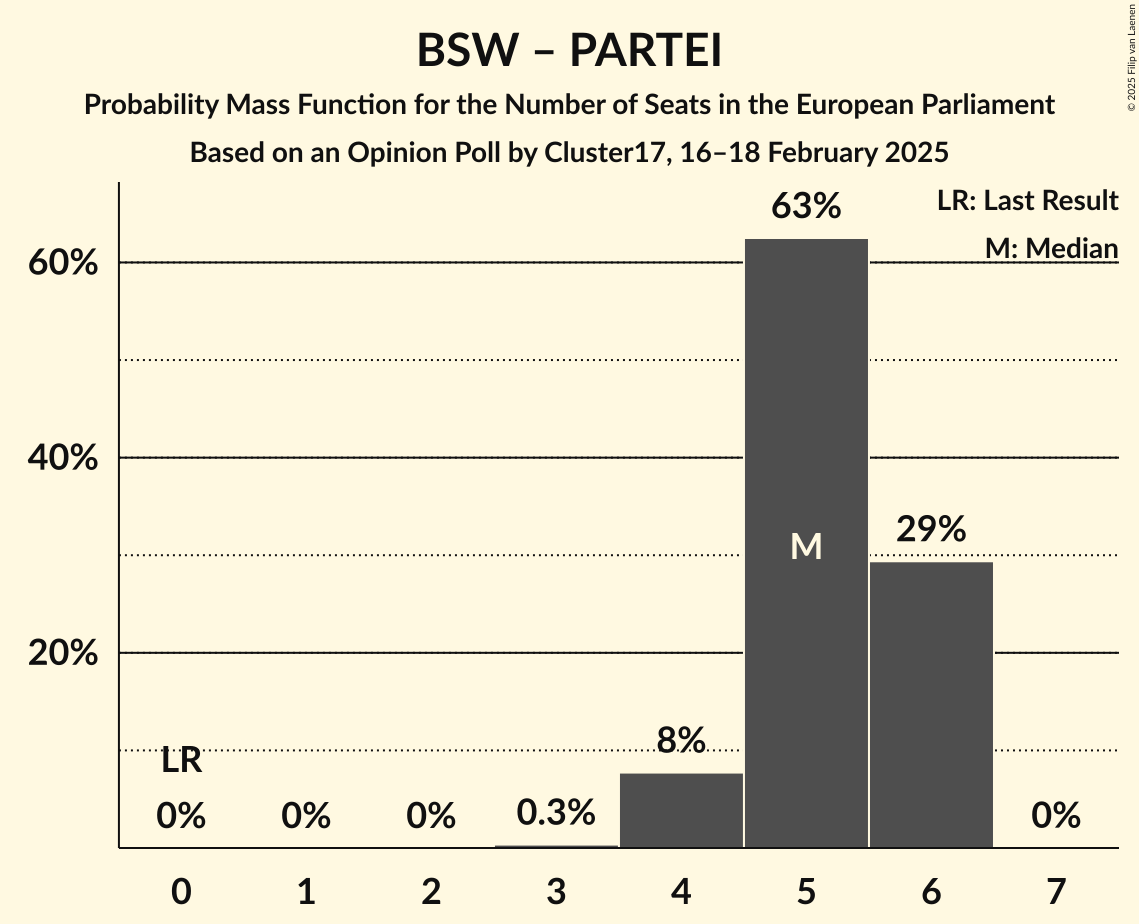 BSW – PARTEI
Probability Mass Function for the Number of Seats in the European Parliament
Based on an Opinion Poll by Cluster17, 16–18 February 2025
© 2025 Filip van Laenen
LR: Last Result
M: Median
60%
40%
20%
63%
29%
8%
0.3%
0%
0%
0%
0%
LR
M
0 1 2 3 4 5 6 7